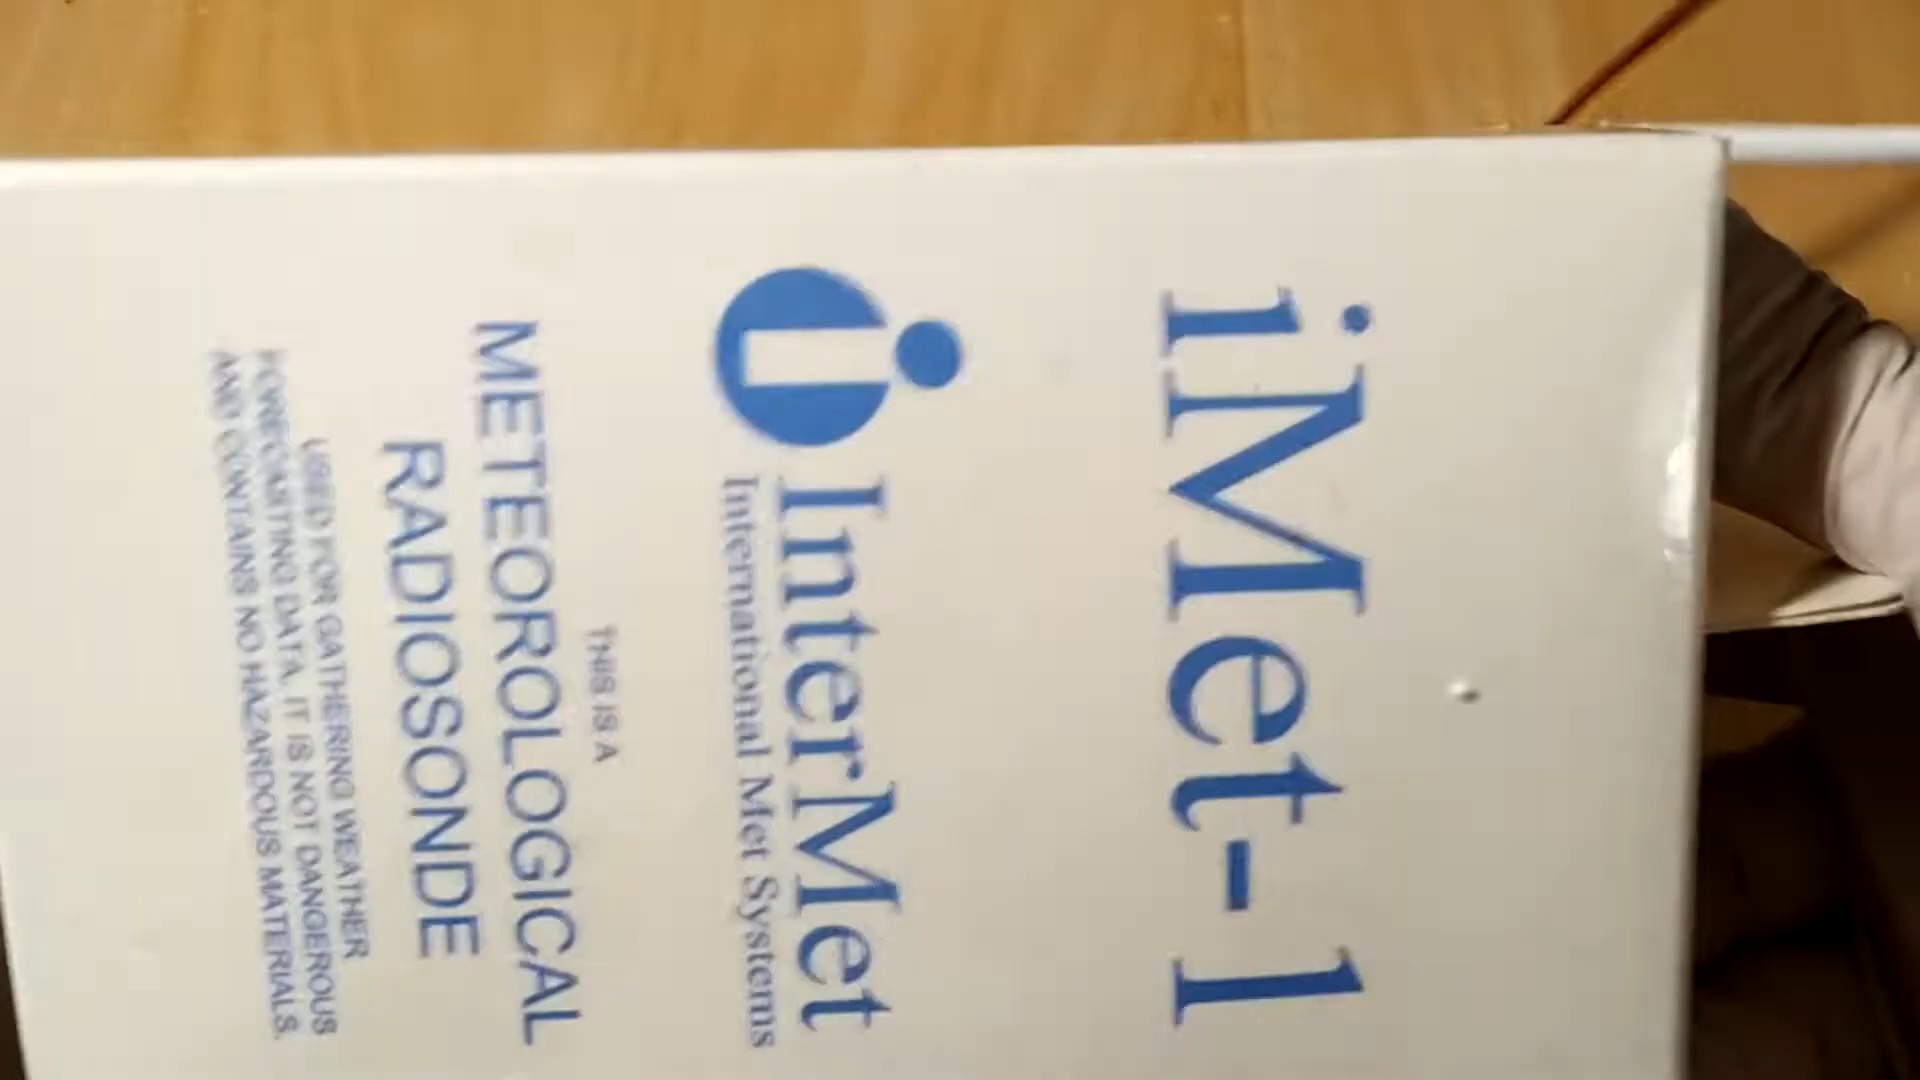 iMet-1
InterMet
International Met Systems
THIS IS A
METEOROLOGICAL
RADIOSONDE
USED FOR GATHERING WEATHER
FORECASTING DATA. IT IS NOT DANGEROUS
AND CONTAINS NO HAZARDOUS MATERIALS.